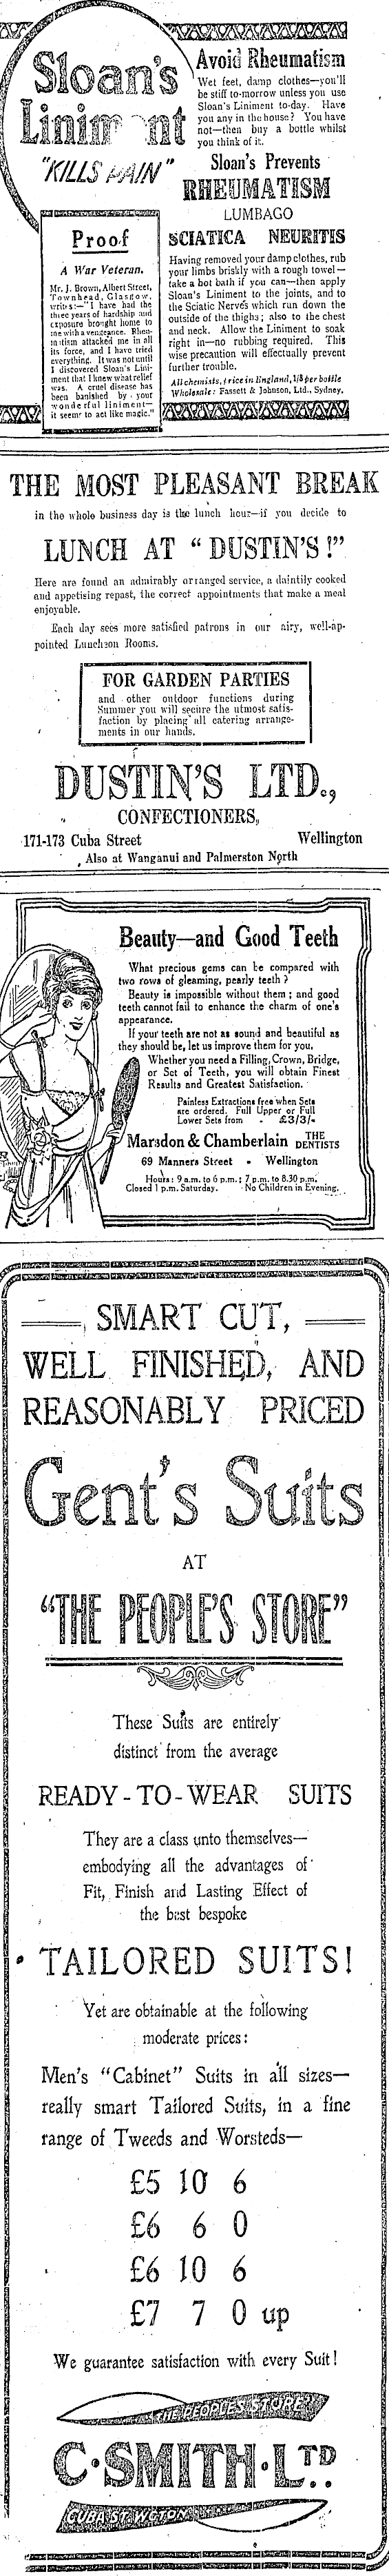 Sloan's
Liniment
"KILLS PAIN"
Avoid Rheumatism
Wet feet, damp clothes—you'll
be stiff to-morrow unless you use
Sloan's Liniment to-day. Have
you any in the house? You have
not—then buy a bottle whilst
you think of it.
Sloan's Prevents
RHEUMATISM
LUMBAGO
SCIATICA NEURITIS
Having removed your damp clothes, rub
your limbs briskly with a rough towel—
take a hot bath if you can—then apply
Sloan's Liniment to the joints, and to
the Sciatic Nerves which run down the
outside of the thighs; also to the chest
and neck. Allow the Liniment to soak
right in—no rubbing required. This
wise precaution will effectually prevent
further trouble.
All chemists, price in England, 1/3 per bottle
Wholesale: Fassett & Johnson, Ltd., Sydney.
Proof
A War Veteran.
Mr. J. Brown, Albert Street,
Townhead, Glasgow,
writes:—"I have had the
three years of hardship and
exposure brought home to
me with a vengeance. Rheu-
matism attacked me in all
its force, and I have tried
everything. It was not until
I discovered Sloan's Lini-
ment that I knew what relief
was. A cruel disease has
been banished by your
wonderful liniment—
it seems to act like magic."
THE MOST PLEASANT BREAK
in the whole business day is the lunch hour—if you decide to
LUNCH AT "DUSTIN'S!"
Here are found an admirably arranged service, a daintily cooked
and appetising repast, the correct appointments that make a meal
enjoyable.
Each day sees more satisfied patrons in our airy, well-ap-
pointed Luncheon Rooms.
FOR GARDEN PARTIES
and other outdoor functions during
Summer you will secure the utmost satis-
faction by placing all catering arrange-
ments in our hands.
DUSTIN'S LTD.,
CONFECTIONERS,
171-173 Cuba Street Wellington
Also at Wanganui and Palmerston North
Beauty—and Good Teeth
What precious gems can be compared with
two rows of gleaming, pearly teeth?
Beauty is impossible without them; and good
teeth cannot fail to enhance the charm of one's
appearance.
If your teeth are not as sound and beautiful as
they should be, let us improve them for you.
Whether you need a Filling, Crown, Bridge,
or Set of Teeth, you will obtain Finest
Results and Greatest Satisfaction.
Painless Extractions free when Sets
are ordered. Full Upper or Full
Lower Sets from - £3/3/-
Marsdon & Chamberlain THE DENTISTS
69 Manners Street - Wellington
Hours: 9 a.m. to 6 p.m.; 7 p.m. to 8.30 p.m.
Closed 1 p.m. Saturday. No Children in Evening.
SMART CUT,
WELL FINISHED, AND
REASONABLY PRICED
Gent's Suits
AT
"THE PEOPLE'S STORE"
These Suits are entirely
distinct from the average
READY-TO-WEAR SUITS
They are a class unto themselves—
embodying all the advantages of
Fit, Finish and Lasting Effect of
the best bespoke
TAILORED SUITS!
Yet are obtainable at the following
moderate prices:
Men's "Cabinet" Suits in all sizes—
really smart Tailored Suits, in a fine
range of Tweeds and Worsteds—
£5 10 6
£6 6 0
£6 10 6
£7 7 0 up
We guarantee satisfaction with every Suit!
THE PEOPLES STORE
C. SMITH. LTD.
CUBA ST. WGTON